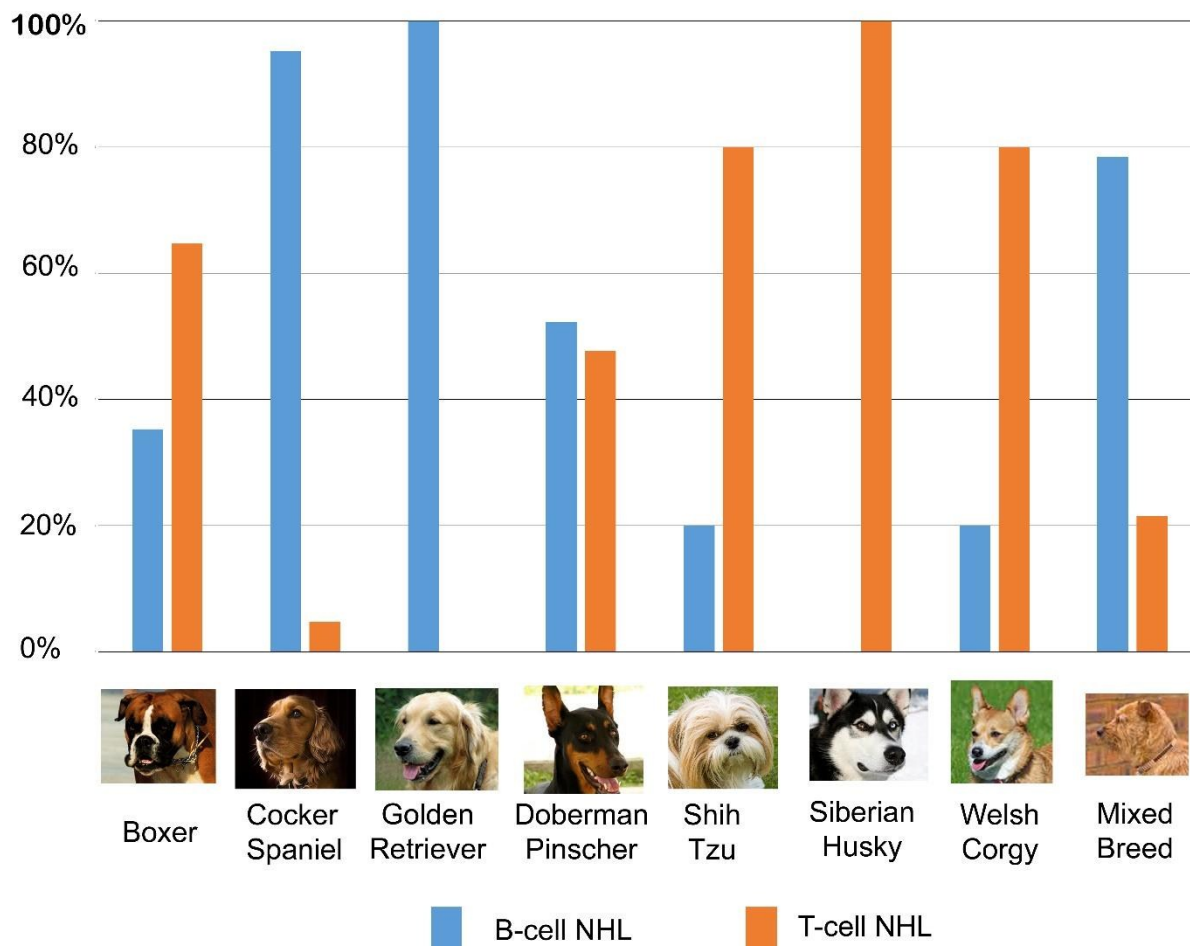 100%
80%
60%
40%
20%
0%
Boxer
Cocker
Spaniel
Golden
Retriever
Doberman
Pinscher
Shih
Tzu
Siberian
Husky
Welsh
Corgy
Mixed
Breed
B-cell NHL
T-cell NHL